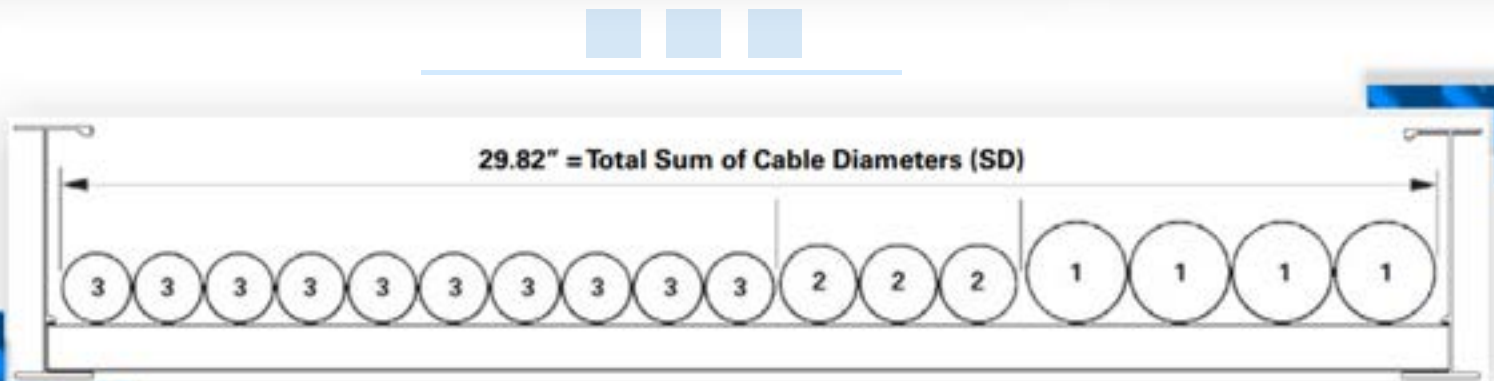 29.82" = Total Sum of Cable Diameters (SD)
3 3 3 3 3 3 3 3 3 3 2 2 2 1 1 1 1